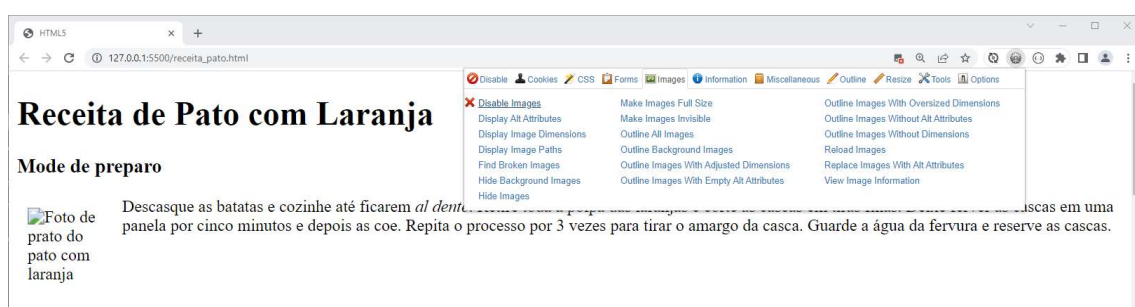 HTML5
127.0.0.1:5500/receita_pato.html
Disable Cookies CSS Forms Images Information Miscellaneous Outline Resize Tools Options
Disable Images
Display Alt Attributes
Display Image Dimensions
Display Image Paths
Find Broken Images
Hide Background Images
Hide Images
Make Images Full Size
Make Images Invisible
Outline All Images
Outline Background Images
Outline Images With Adjusted Dimensions
Outline Images With Empty Alt Attributes
Outline Images With Oversized Dimensions
Outline Images Without Alt Attributes
Outline Images Without Dimensions
Reload Images
Replace Images With Alt Attributes
View Image Information
Receita de Pato com Laranja
Mode de preparo
Foto de
prato do
pato com
laranja
Descasque as batatas e cozinhe até ficarem al dente. em uma
panela por cinco minutos e depois as coe. Repita o processo por 3 vezes para tirar o amargo da casca. Guarde a água da fervura e reserve as cascas.